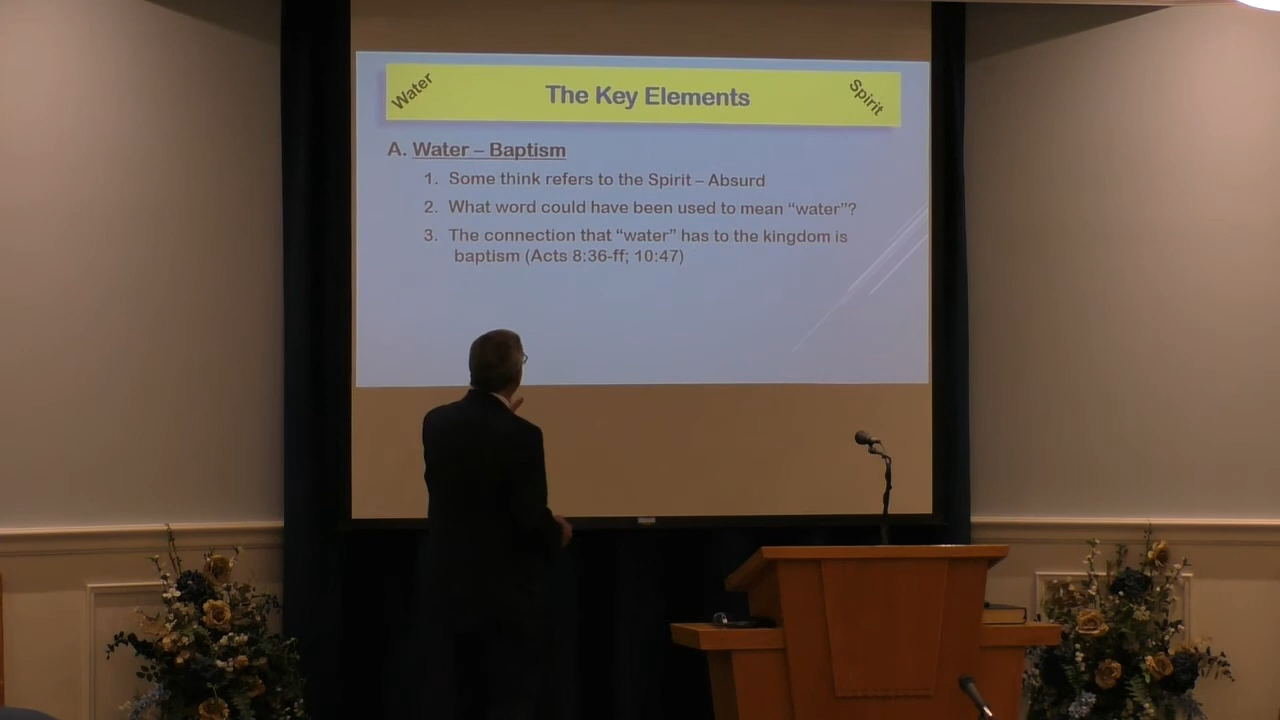 Water
The Key Elements
Spirit
A. Water – Baptism
1. Some think refers to the Spirit – Absurd
2. What word could have been used to mean “water”?
3. The connection that “water” has to the kingdom is
baptism (Acts 8:36-ff; 10:47)